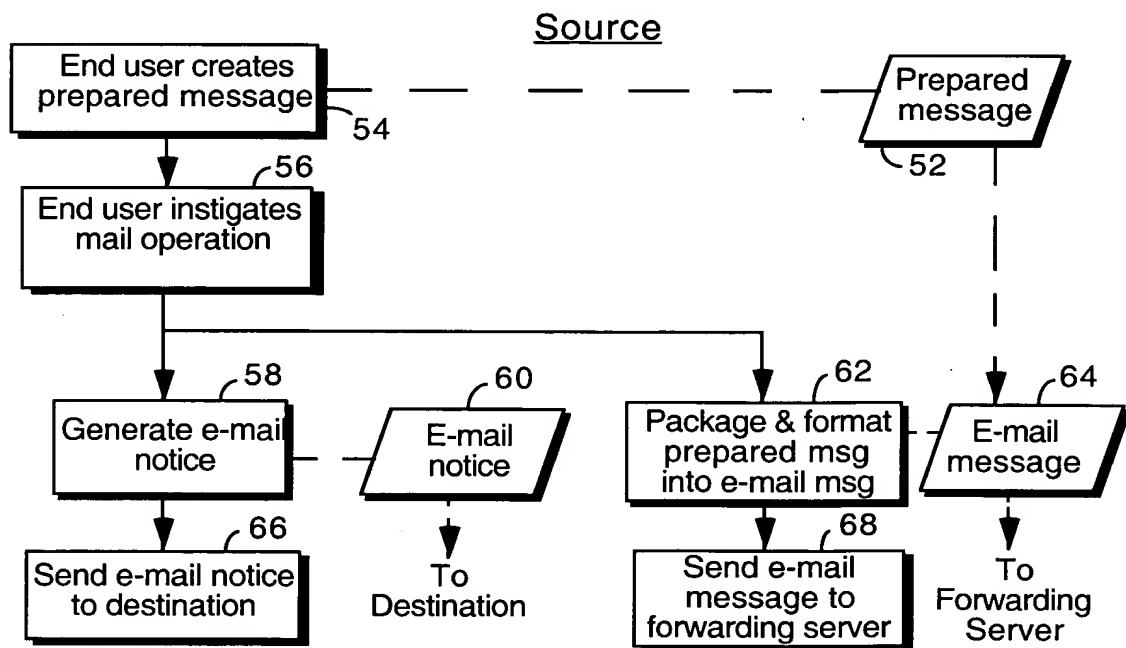 Source
End user creates
prepared message
54
Prepared
message
52
56
End user instigates
mail operation
58
Generate e-mail
notice
60
E-mail
notice
62
Package & format
prepared msg
into e-mail msg
64
E-mail
message
66
Send e-mail notice
to destination
To
Destination
68
Send e-mail
message to
forwarding server
To
Forwarding
Server